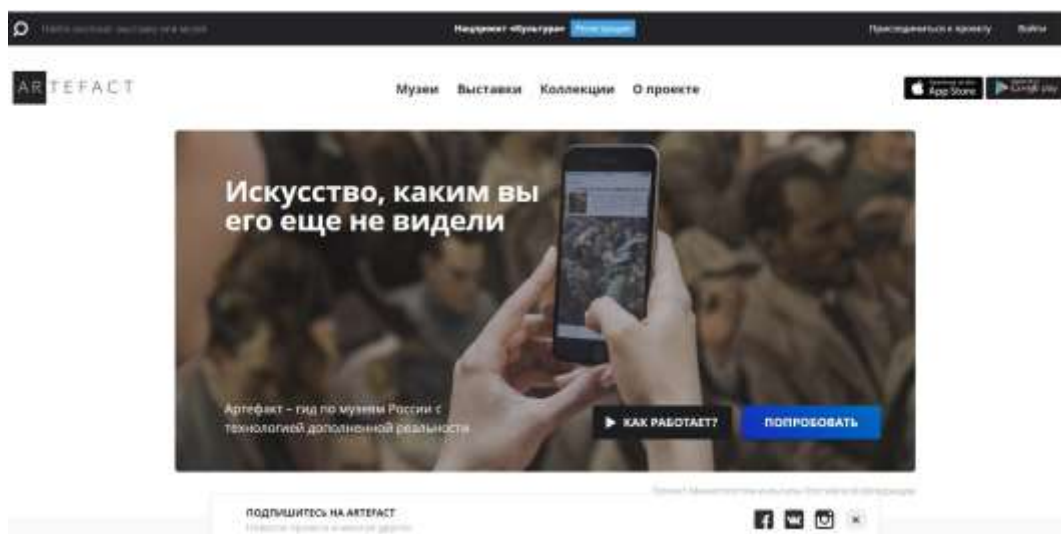 Нацпроект «Культура»
Присоединиться к проекту Войти
ARTEFACT
Музеи Выставки Коллекции О проекте
App Store
Google play
Искусство, каким вы
его еще не видели
Артефакт – гид по музеям России с
технологией дополненной реальности
КАК РАБОТАЕТ? ПОПРОБОВАТЬ
ПОДПИШИТЕСЬ НА ARTEFACT